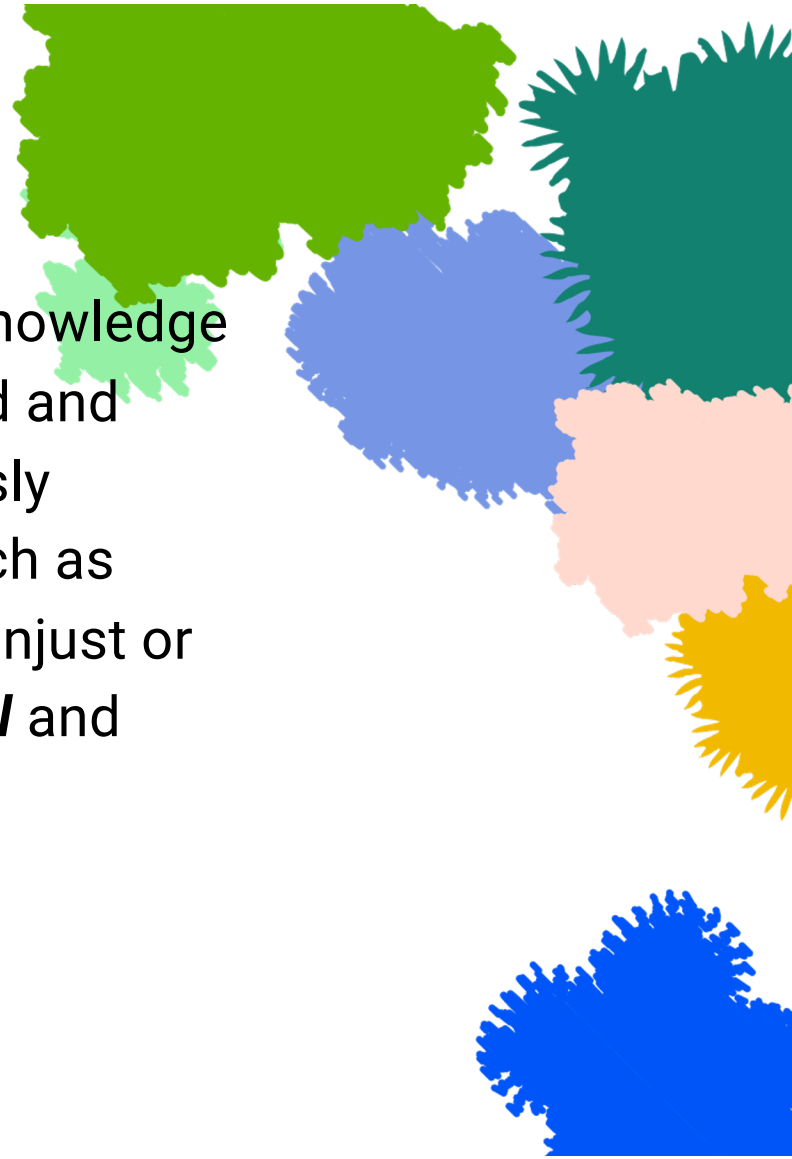 nowledge
d and
sly
ch as
njust or
and